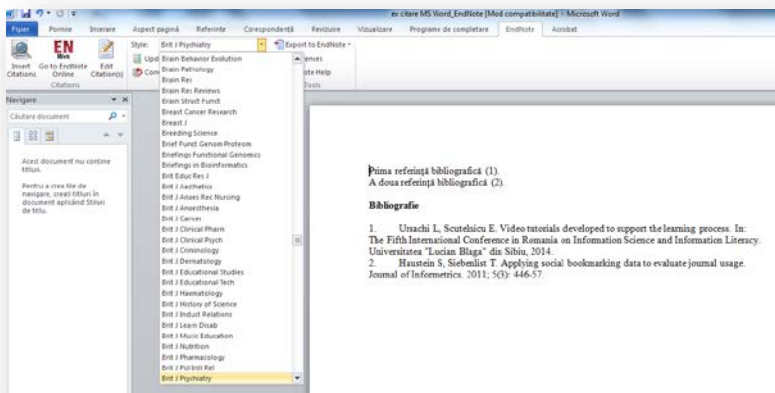 ex citare MS Word_EndNote [Mod compatibilitate] - Microsoft Word
Fișier Pornire Inserare Aspect pagină Referințe Corespondență Revizuire Vizualizare Programe de completare EndNote Acrobat
Insert Citations
EN
Go to EndNote Online
Edit Citation(s)
Citations
Style: Brit J Psychiatry
Export to EndNote
Tools
Navigare
Căutare document
Acest document nu conține titluri.
Pentru a crea file de
navigare, creați titluri în
document aplicând Stiluri
de titlu.
Brain Behavior Evolution
Brain Pathology
Brain Res
Brain Res Reviews
Brain Struct Funct
Breast Cancer Research
Breast J
Breeding Science
Brief Funct Genom Proteom
Briefings Functional Genomics
Briefings in Bioinformatics
Brit Educ Res J
Brit J Aesthetics
Brit J Anaes Rec Nursing
Brit J Anaesthesia
Brit J Cancer
Brit J Clinical Pharm
Brit J Clinical Psych
Brit J Criminology
Brit J Dermatology
Brit J Educational Studies
Brit J Educational Tech
Brit J Haematology
Brit J History of Science
Brit J Indust Relations
Brit J Learn Disab
Brit J Music Education
Brit J Nutrition
Brit J Pharmacology
Brit J Pol Intl Rel
Brit J Psychiatry
Prima referință bibliografică (1).
A doua referință bibliografică (2).
Bibliografie
1. Ursachi L, Scutelnicu E. Video tutorials developed to support the learning process. In:
The Fifth International Conference in Romania on Information Science and Information Literacy.
Universitatea "Lucian Blaga" din Sibiu, 2014.
2. Haustein S, Siebenlist T. Applying social bookmarking data to evaluate journal usage.
Journal of Informetrics. 2011; 5(3): 446-57.